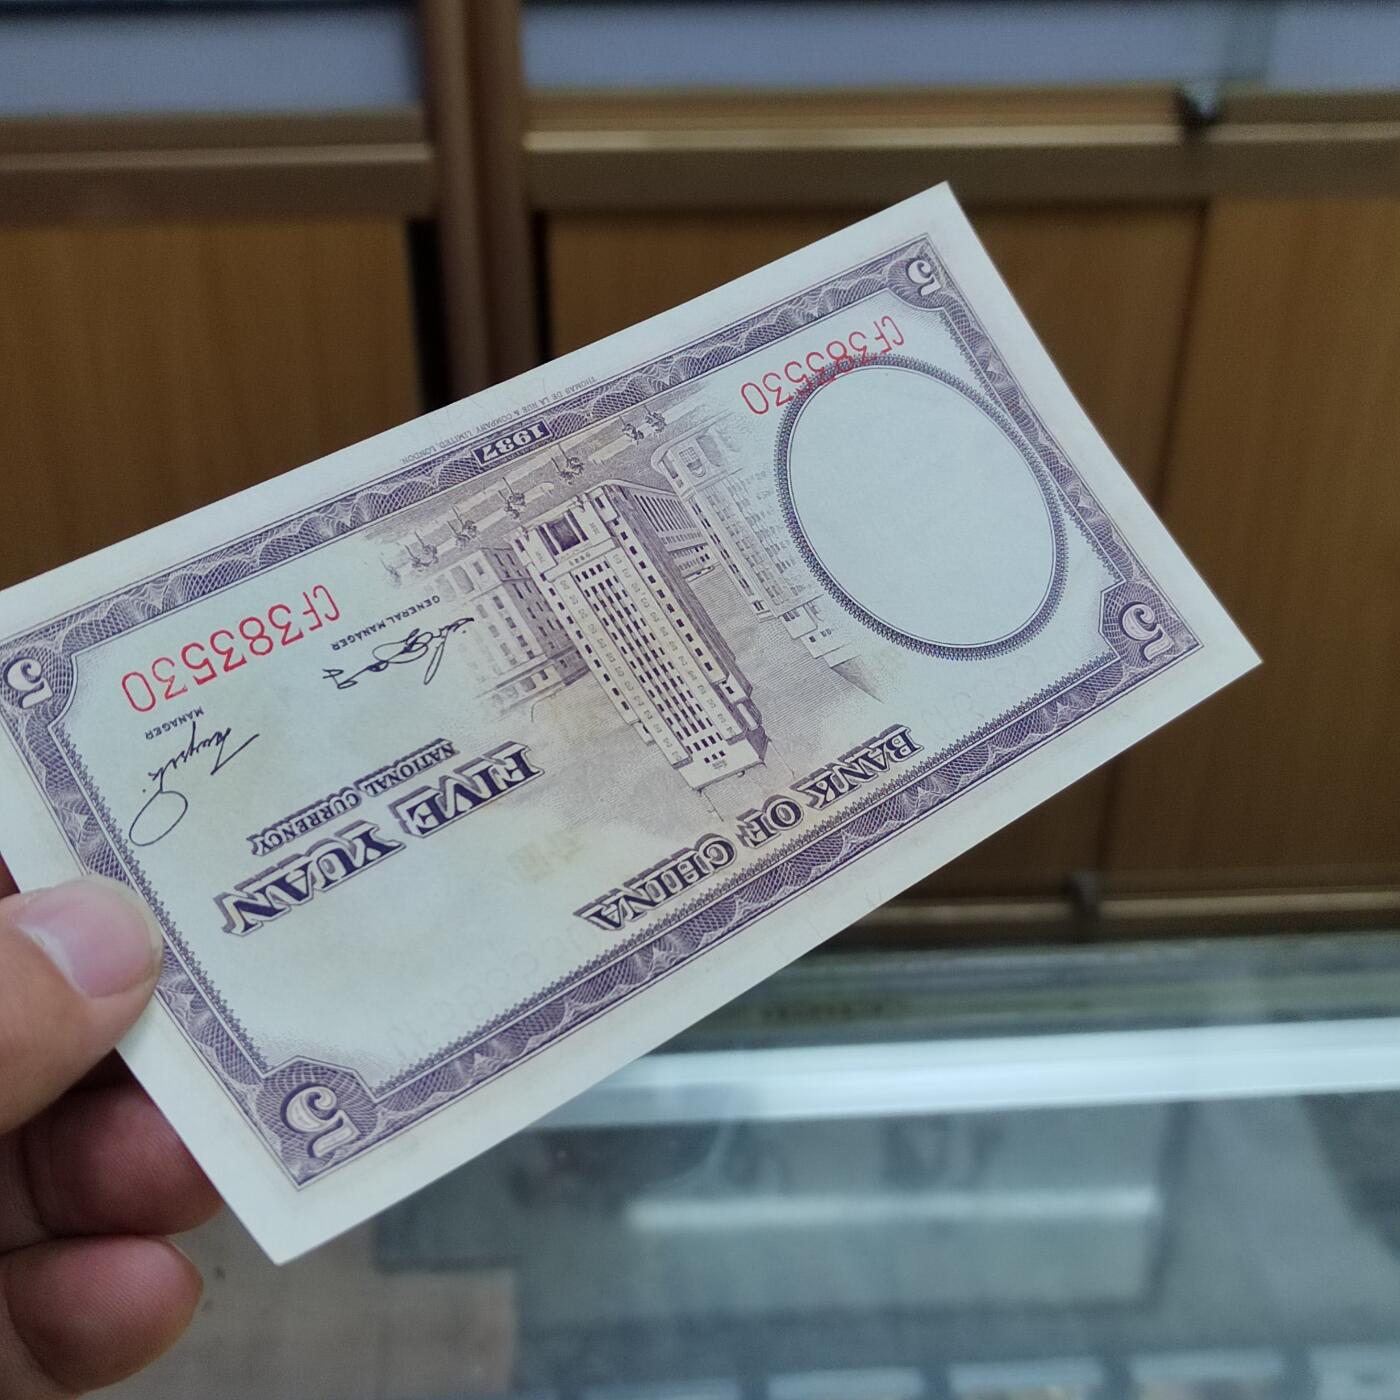 5
5
BANK OF CHINA
FIVE YUAN
NATIONAL CURRENCY
MANAGER
GENERAL MANAGER
CF383530
CF383530
5
1937
5
THOMAS DE LA RUE & COMPANY, LIMITED, LONDON.